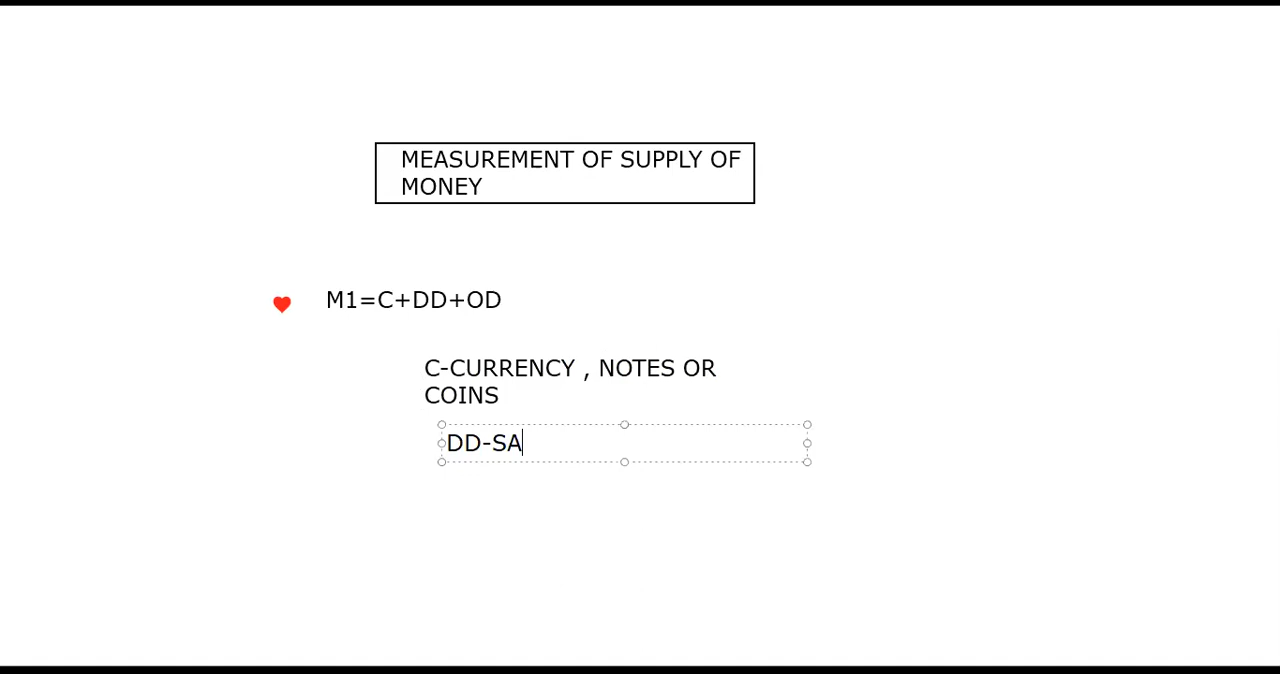 MEASUREMENT OF SUPPLY OF
MONEY
M1=C+DD+OD
C-CURRENCY , NOTES OR
COINS
DD-SA